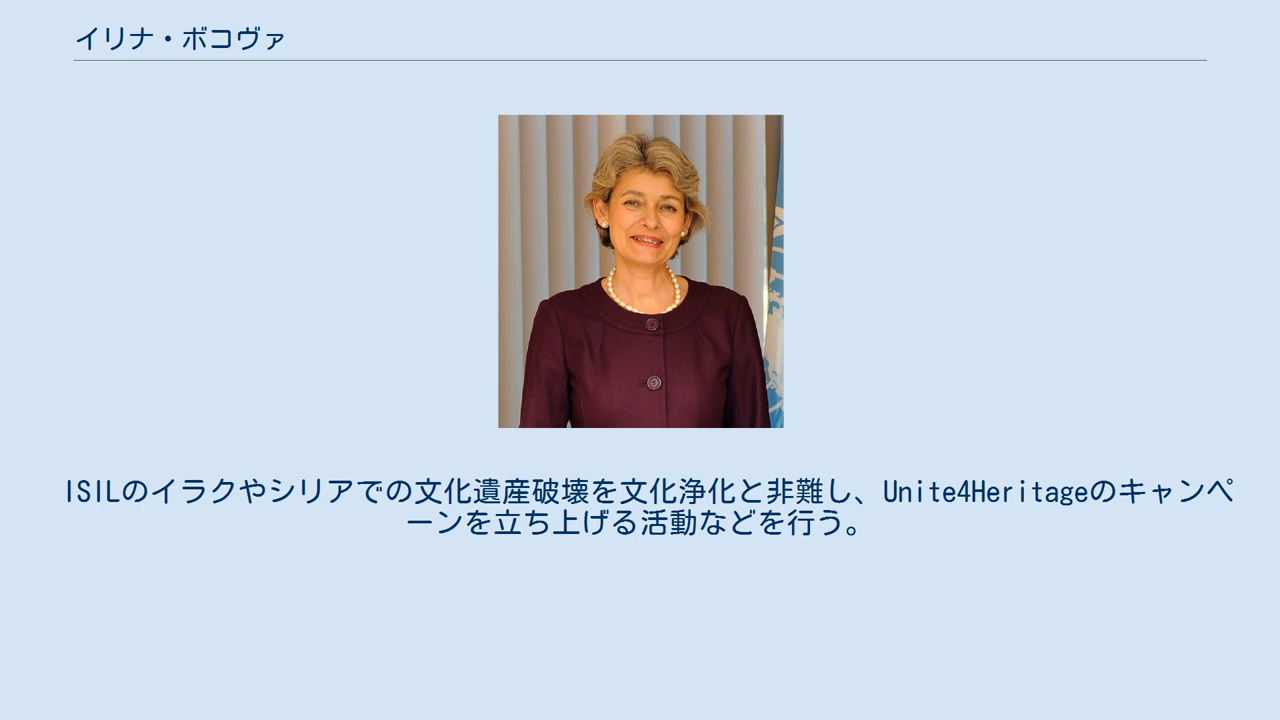 イリナ・ボコヴァ
ISILのイラクやシリアでの文化遺産破壊を文化浄化と非難し、Unite4Heritageのキャンペ
ーンを立ち上げる活動などを行う。